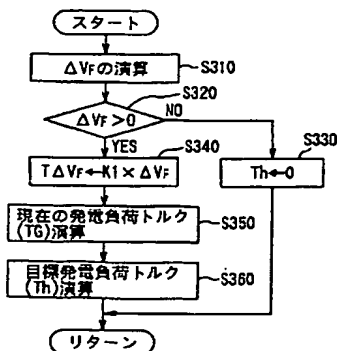 スタート
ΔVFの演算
S310
S320
ΔVF>0
NO
YES
S340
S330
TΔVF←K1×ΔVF
Th←0
現在の発電負荷トルク
(TG)演算
S350
目標発電負荷トルク
(Th)演算
S360
リターン